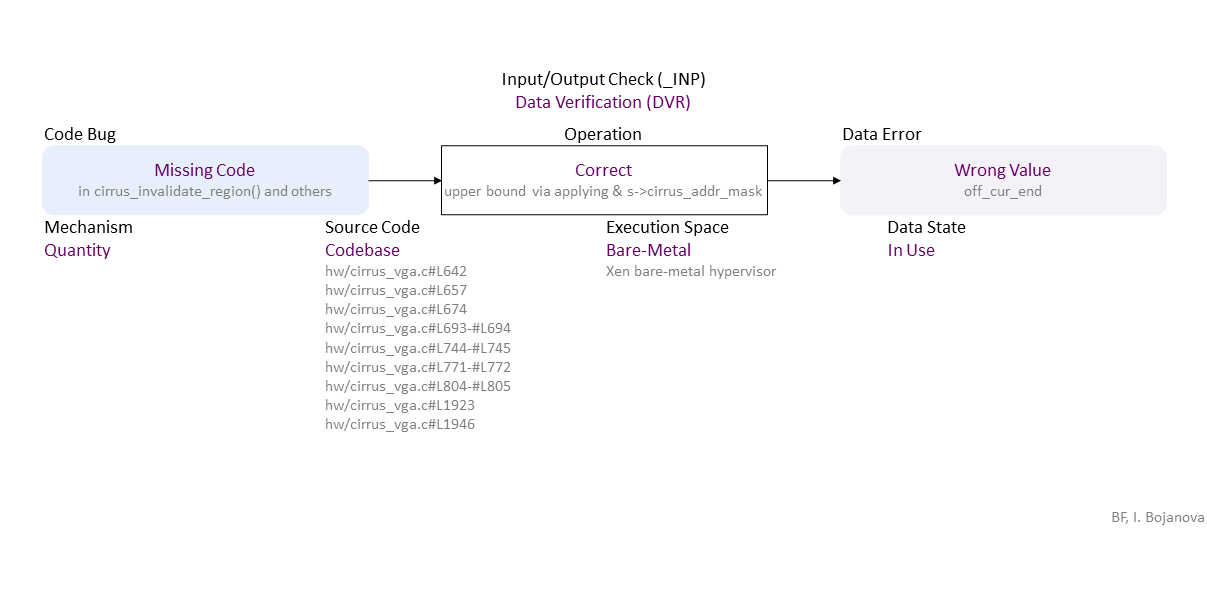 Input/Output Check (_INP)
Data Verification (DVR)
Code Bug
Operation
Data Error
Missing Code
in cirrus_invalidate_region() and others
Correct
upper bound via applying & s->cirrus_addr_mask
Wrong Value
off_cur_end
Mechanism
Quantity
Source Code
Codebase
hw/cirrus_vga.c#L642
hw/cirrus_vga.c#L657
hw/cirrus_vga.c#L674
hw/cirrus_vga.c#L693-#L694
hw/cirrus_vga.c#L744-#L745
hw/cirrus_vga.c#L771-#L772
hw/cirrus_vga.c#L804-#L805
hw/cirrus_vga.c#L1923
hw/cirrus_vga.c#L1946
Execution Space
Bare-Metal
Xen bare-metal hypervisor
Data State
In Use
BF, I. Bojanova